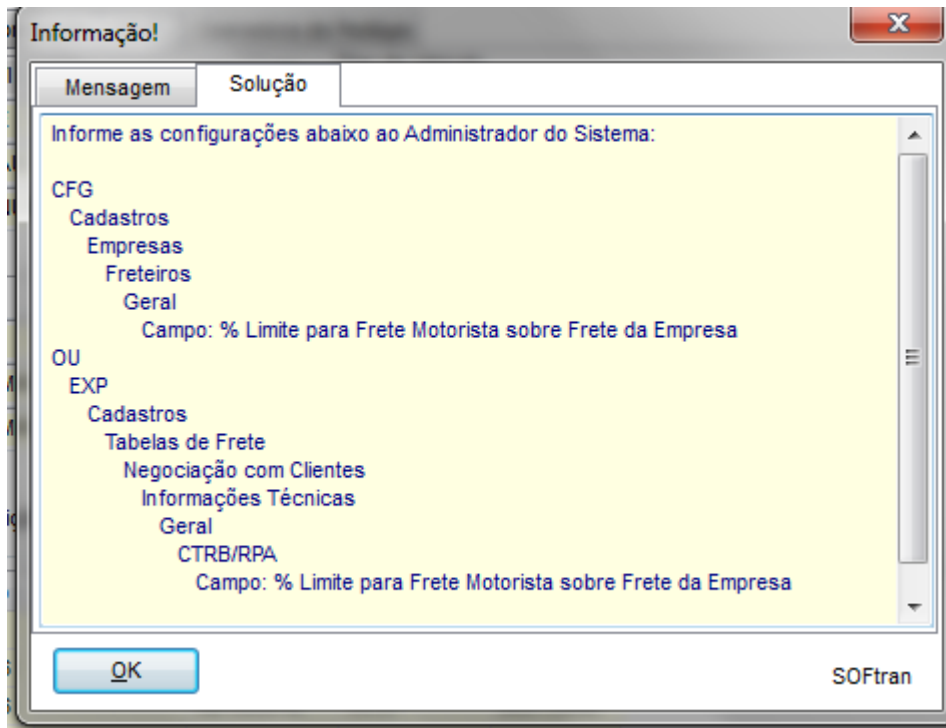 Informação!
Mensagem
Solução
Informe as configurações abaixo ao Administrador do Sistema:
CFG
Cadastros
Empresas
Freteiros
Geral
Campo: % Limite para Frete Motorista sobre Frete da Empresa
OU
EXP
Cadastros
Tabelas de Frete
Negociação com Clientes
Informações Técnicas
Geral
CTRB/RPA
Campo: % Limite para Frete Motorista sobre Frete da Empresa
OK
SOFtran